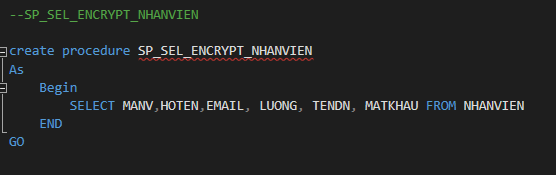 --SP_SEL_ENCRYPT_NHANVIEN
create procedure SP_SEL_ENCRYPT_NHANVIEN
As
Begin
SELECT MANV,HOTEN,EMAIL, LUONG, TENDN, MATKHAU FROM NHANVIEN
END
GO